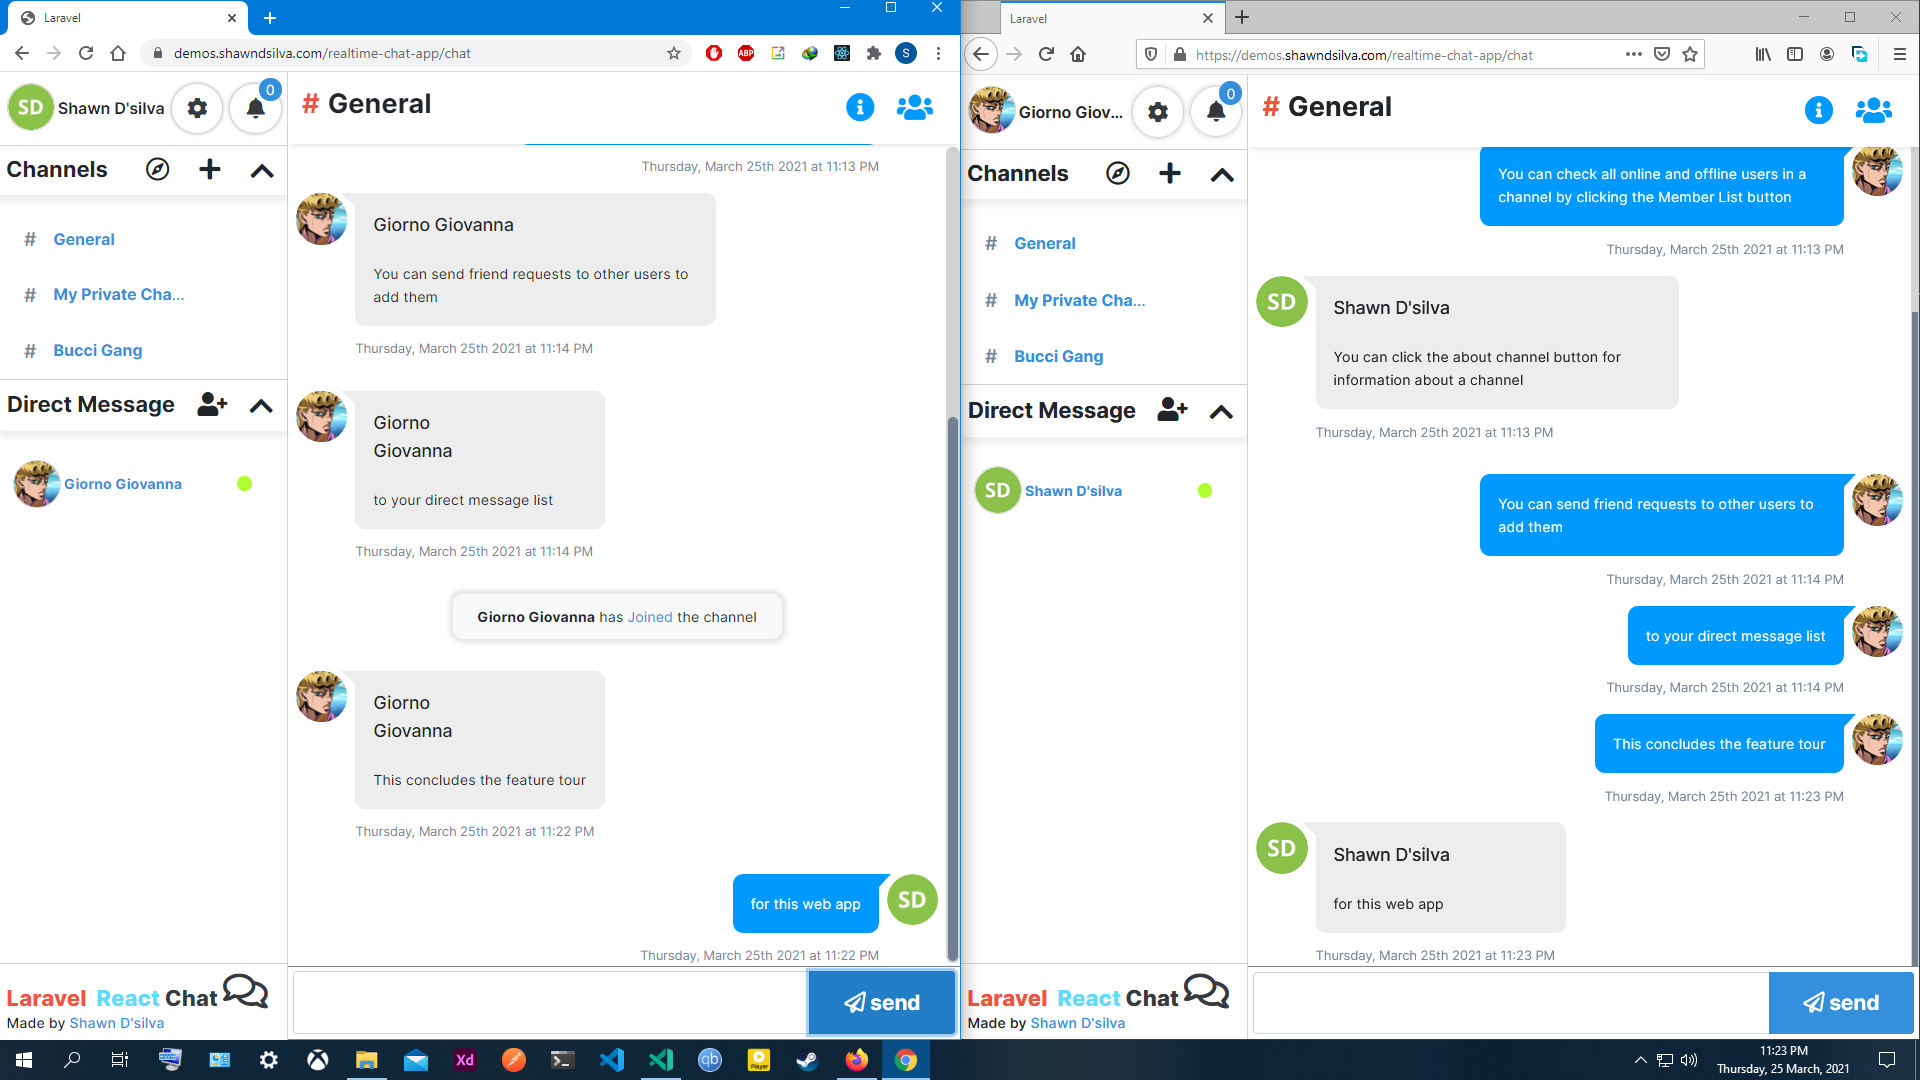 Laravel
demos.shawndsilva.com/realtime-chat-app/chat
ABP
S
SD
Shawn D'silva
0
# General
Channels
# General
# My Private Cha...
# Bucci Gang
Direct Message
Giorno Giovanna
Thursday, March 25th 2021 at 11:13 PM
Giorno Giovanna
You can send friend requests to other users to
add them
Thursday, March 25th 2021 at 11:14 PM
Giorno
Giovanna
to your direct message list
Thursday, March 25th 2021 at 11:14 PM
Giorno Giovanna has Joined the channel
Giorno
Giovanna
This concludes the feature tour
Thursday, March 25th 2021 at 11:22 PM
for this web app
SD
Thursday, March 25th 2021 at 11:22 PM
Laravel React Chat
Made by Shawn D'silva
send
Laravel
https://demos.shawndsilva.com/realtime-chat-app/chat
Giorno Giov...
0
# General
Channels
# General
# My Private Cha...
# Bucci Gang
Direct Message
SD
Shawn D'silva
You can check all online and offline users in a
channel by clicking the Member List button
Thursday, March 25th 2021 at 11:13 PM
SD
Shawn D'silva
You can click the about channel button for
information about a channel
Thursday, March 25th 2021 at 11:13 PM
You can send friend requests to other users to
add them
Thursday, March 25th 2021 at 11:14 PM
to your direct message list
Thursday, March 25th 2021 at 11:14 PM
This concludes the feature tour
Thursday, March 25th 2021 at 11:23 PM
SD
Shawn D'silva
for this web app
Thursday, March 25th 2021 at 11:23 PM
Laravel React Chat
Made by Shawn D'silva
send
Xd
qb
Player
11:23 PM
Thursday, 25 March, 2021